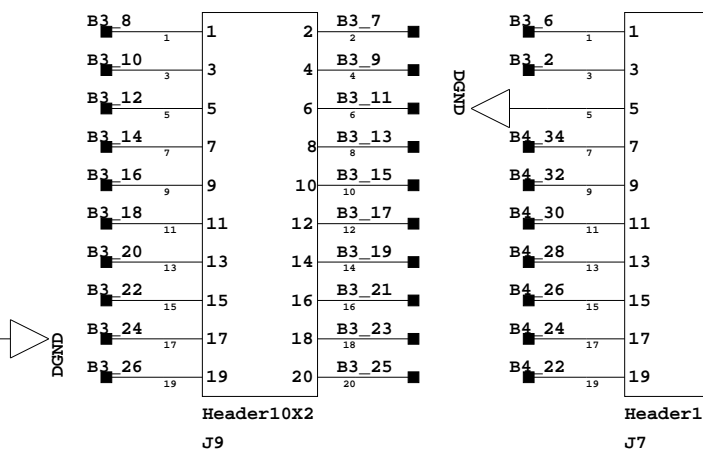 B3_8 1 1 2 2 B3_7 B3_6 1 1
B3_10 3 3 4 4 B3_9 B3_2 3 3
B3_12 5 5 6 6 B3_11 DGND 5 5
B3_14 7 7 8 8 B3_13 B4_34 7 7
B3_16 9 9 10 10 B3_15 B4_32 9 9
B3_18 11 11 12 12 B3_17 B4_30 11 11
B3_20 13 13 14 14 B3_19 B4_28 13 13
B3_22 15 15 16 16 B3_21 B4_26 15 15
DGND B3_24 17 17 18 18 B3_23 B4_24 17 17
B3_26 19 19 20 20 B3_25 B4_22 19 19
Header10X2 Header1
J9 J7